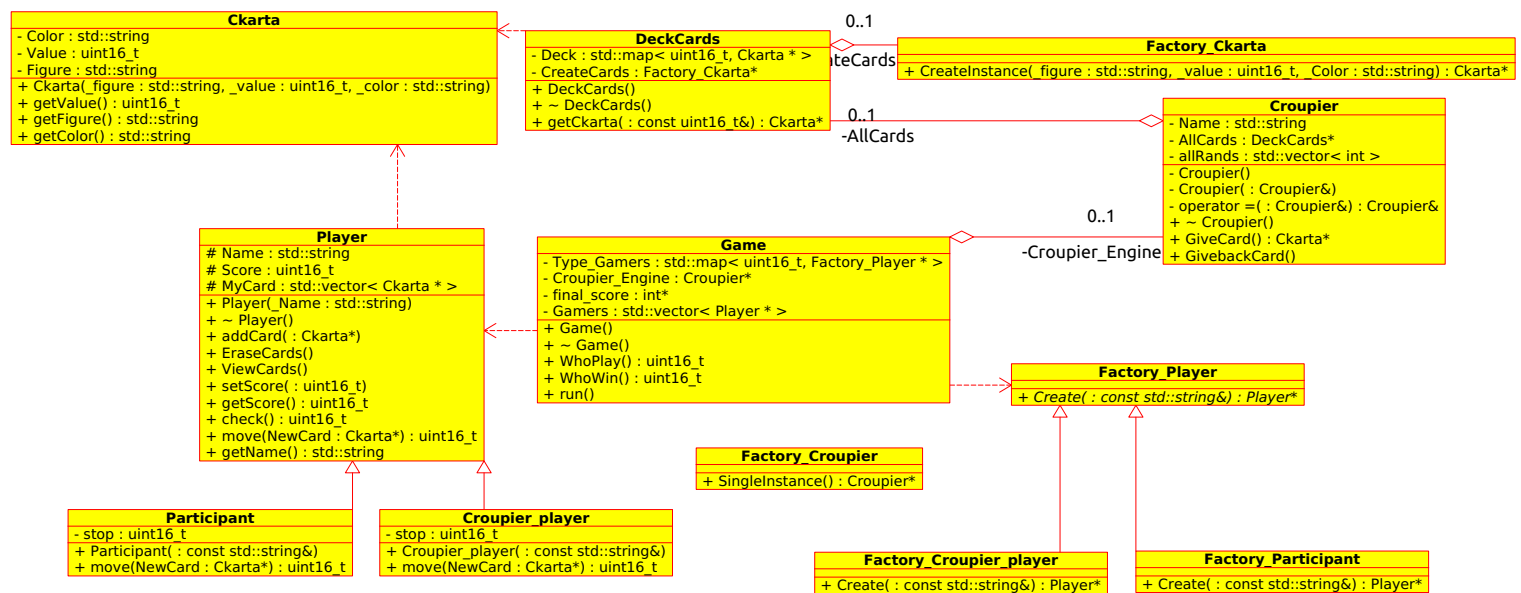 Ckarta
- Color : std::string
- Value : uint16_t
- Figure : std::string
+ Ckarta(_figure : std::string, _value : uint16_t, _color : std::string)
+ getValue() : uint16_t
+ getFigure() : std::string
+ getColor() : std::string
DeckCards
- Deck : std::map< uint16_t, Ckarta * >
- CreateCards : Factory_Ckarta*
+ DeckCards()
+ ~ DeckCards()
+ getCkarta( : const uint16_t&) : Ckarta*
0..1
ateCards
Factory_Ckarta
+ CreateInstance(_figure : std::string, _value : uint16_t, _Color : std::string) : Ckarta*
0..1
-AllCards
Croupier
- Name : std::string
- AllCards : DeckCards*
- allRands : std::vector< int >
- Croupier()
- Croupier( : Croupier&)
- operator =( : Croupier&) : Croupier&
+ ~ Croupier()
+ GiveCard() : Ckarta*
+ GivebackCard()
Player
# Name : std::string
# Score : uint16_t
# MyCard : std::vector< Ckarta * >
+ Player(_Name : std::string)
+ ~ Player()
+ addCard( : Ckarta*)
+ EraseCards()
+ ViewCards()
+ setScore( : uint16_t)
+ getScore() : uint16_t
+ check() : uint16_t
+ move(NewCard : Ckarta*) : uint16_t
+ getName() : std::string
Game
- Type_Gamers : std::map< uint16_t, Factory_Player * >
- Croupier_Engine : Croupier*
- final_score : int*
- Gamers : std::vector< Player * >
+ Game()
+ ~ Game()
+ WhoPlay() : uint16_t
+ WhoWin() : uint16_t
+ run()
0..1
-Croupier_Engine
Factory_Player
+ Create( : const std::string&) : Player*
Factory_Croupier
+ SingleInstance() : Croupier*
Participant
- stop : uint16_t
+ Participant( : const std::string&)
+ move(NewCard : Ckarta*) : uint16_t
Croupier_player
- stop : uint16_t
+ Croupier_player( : const std::string&)
+ move(NewCard : Ckarta*) : uint16_t
Factory_Croupier_player
+ Create( : const std::string&) : Player*
Factory_Participant
+ Create( : const std::string&) : Player*